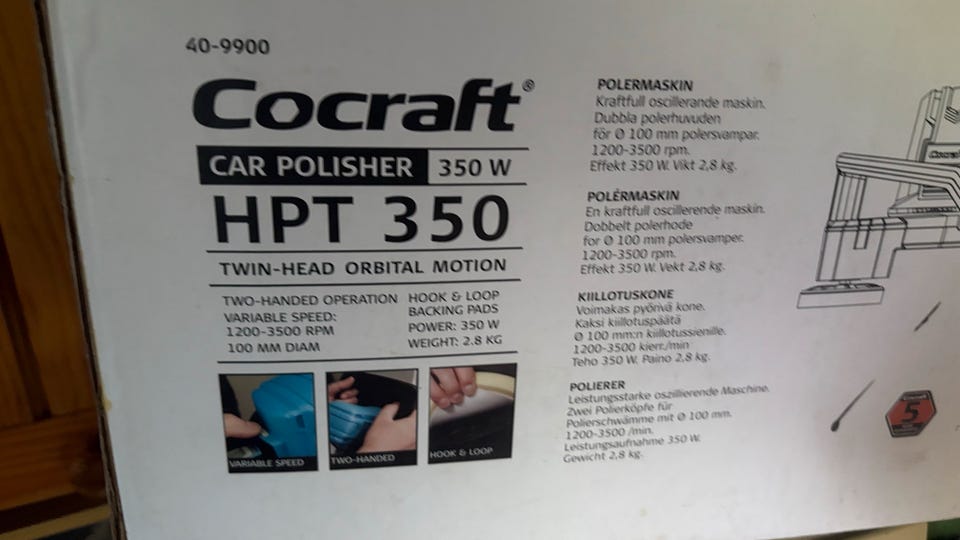 40-9900
Cocraft®
CAR POLISHER 350 W
HPT 350
TWIN-HEAD ORBITAL MOTION
TWO-HANDED OPERATION
VARIABLE SPEED:
1200-3500 RPM
100 MM DIAM
HOOK & LOOP
BACKING PADS
POWER: 350 W
WEIGHT: 2.8 KG
VARIABLE SPEED
TWO-HANDED
HOOK & LOOP
POLERMASKIN
Kraftfull oscillerande maskin.
Dubbla polerhuvuden
för Ø 100 mm polersvampar.
1200-3500 rpm.
Effekt 350 W. Vikt 2,8 kg.
POLÉRMASKIN
En kraftfull oscillerende maskin.
Dobbelt polerhode
for Ø 100 mm polersvamper.
1200-3500 rpm.
Effekt 350 W. Vekt 2,8 kg.
KIILLOTUSKONE
Voimakas pyörivä kone.
Kaksi kiillotuspäätä
Ø 100 mm:n kiillotussienille.
1200-3500 kierr./min
Teho 350 W. Paino 2,8 kg.
POLIERER
Leistungsstarke oszillierende Maschine.
Zwei Polierköpfe für
Polierschwämme mit Ø 100 mm.
1200-3500 /min.
Leistungsaufnahme 350 W.
Gewicht 2,8 kg.
Cocraft
Cocraft
5